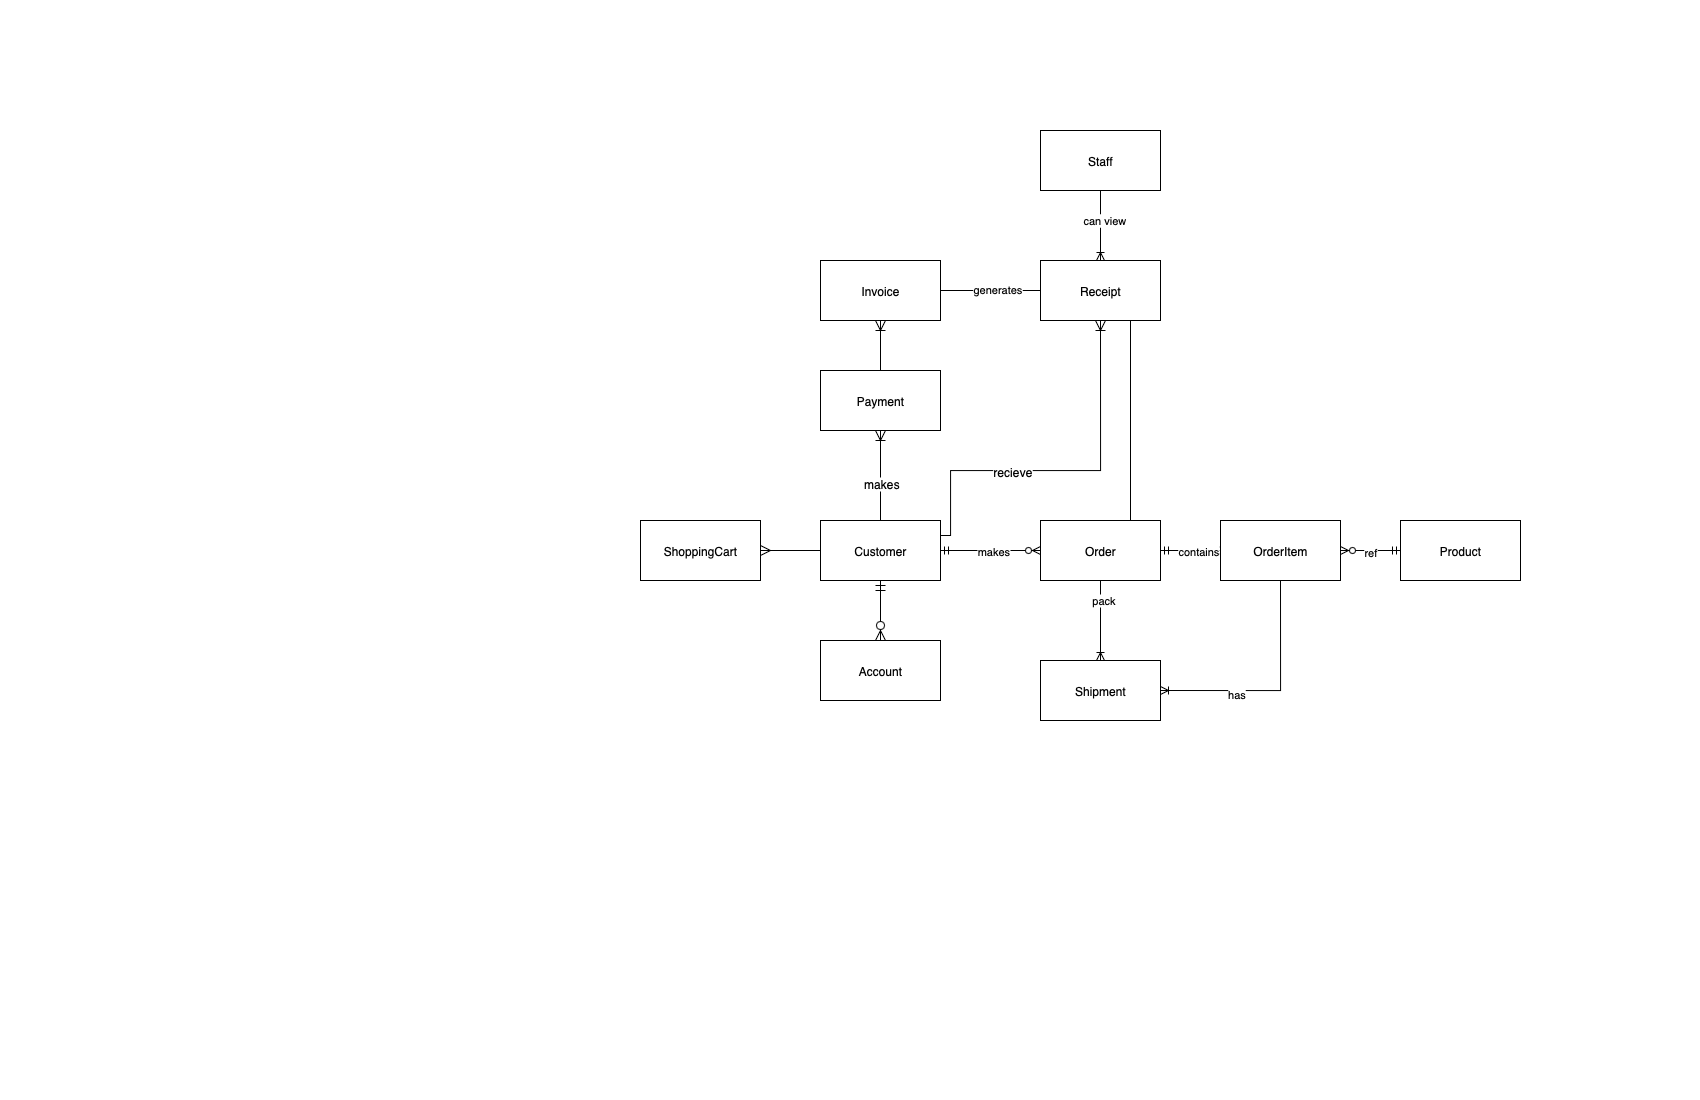 Staff
can view
Invoice
generates
Receipt
Payment
recieve
makes
ShoppingCart
Customer
makes
Order
contains
OrderItem
ref
Product
pack
Account
Shipment
has